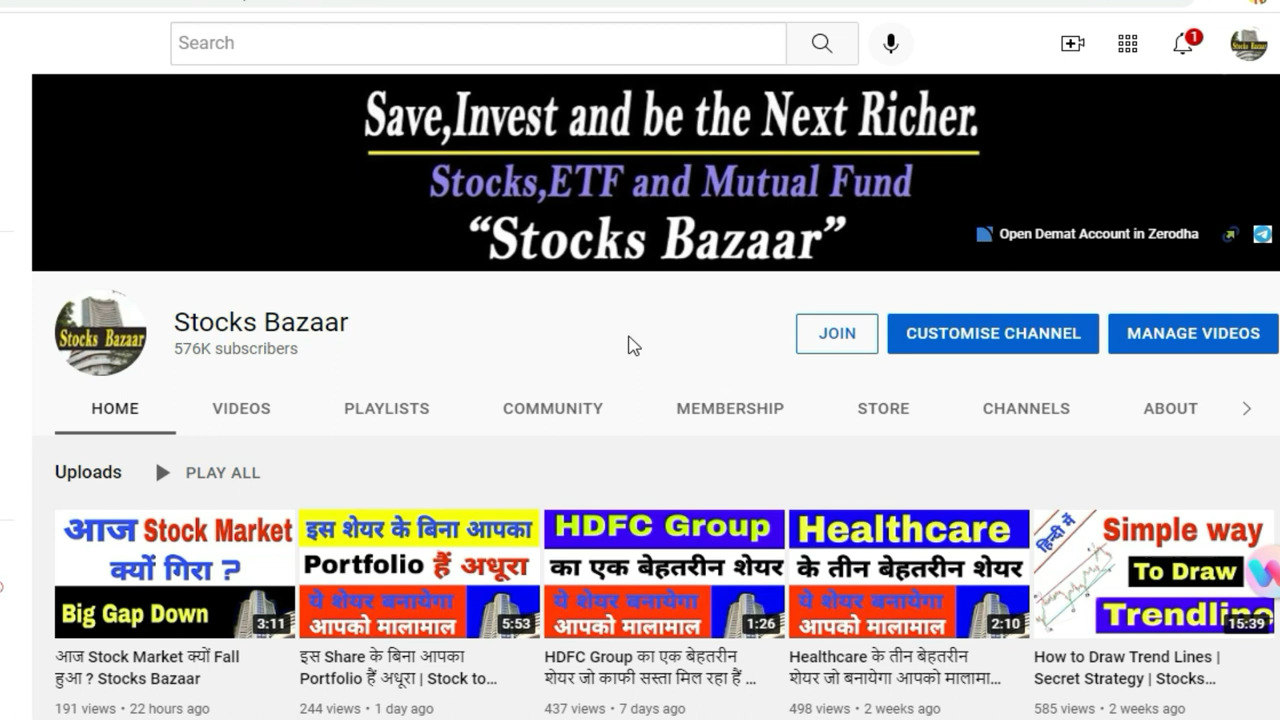 Search
1
Save,Invest and be the Next Richer.
Stocks,ETF and Mutual Fund
“Stocks Bazaar”
Open Demat Account in Zerodha
Stocks Bazaar
Stocks Bazaar
576K subscribers
JOIN
CUSTOMISE CHANNEL
MANAGE VIDEOS
HOME
VIDEOS
PLAYLISTS
COMMUNITY
MEMBERSHIP
STORE
CHANNELS
ABOUT
Uploads
PLAY ALL
आज Stock Market
क्यों गिरा ?
Big Gap Down
3:11
इस शेयर के बिना आपका
Portfolio हैं अधूरा
ये शेयर बनायेगा
आपको मालामाल
5:53
HDFC Group
का एक बेहतरीन शेयर
ये शेयर बनायेगा
आपको मालामाल
1:26
Healthcare
के तीन बेहतरीन शेयर
ये शेयर बनायेगा
आपको मालामाल
2:10
हिन्दी में
Simple way
To Draw
Trendline
15:39
आज Stock Market क्यों Fall
हुआ ? Stocks Bazaar
191 views • 22 hours ago
इस Share के बिना आपका
Portfolio हैं अधूरा | Stock to...
244 views • 1 day ago
HDFC Group का एक बेहतरीन
शेयर जो काफी सस्ता मिल रहा हैं ...
437 views • 7 days ago
Healthcare के तीन बेहतरीन
शेयर जो बनायेगा आपको मालामा...
498 views • 2 weeks ago
How to Draw Trend Lines |
Secret Strategy | Stocks...
585 views • 2 weeks ago